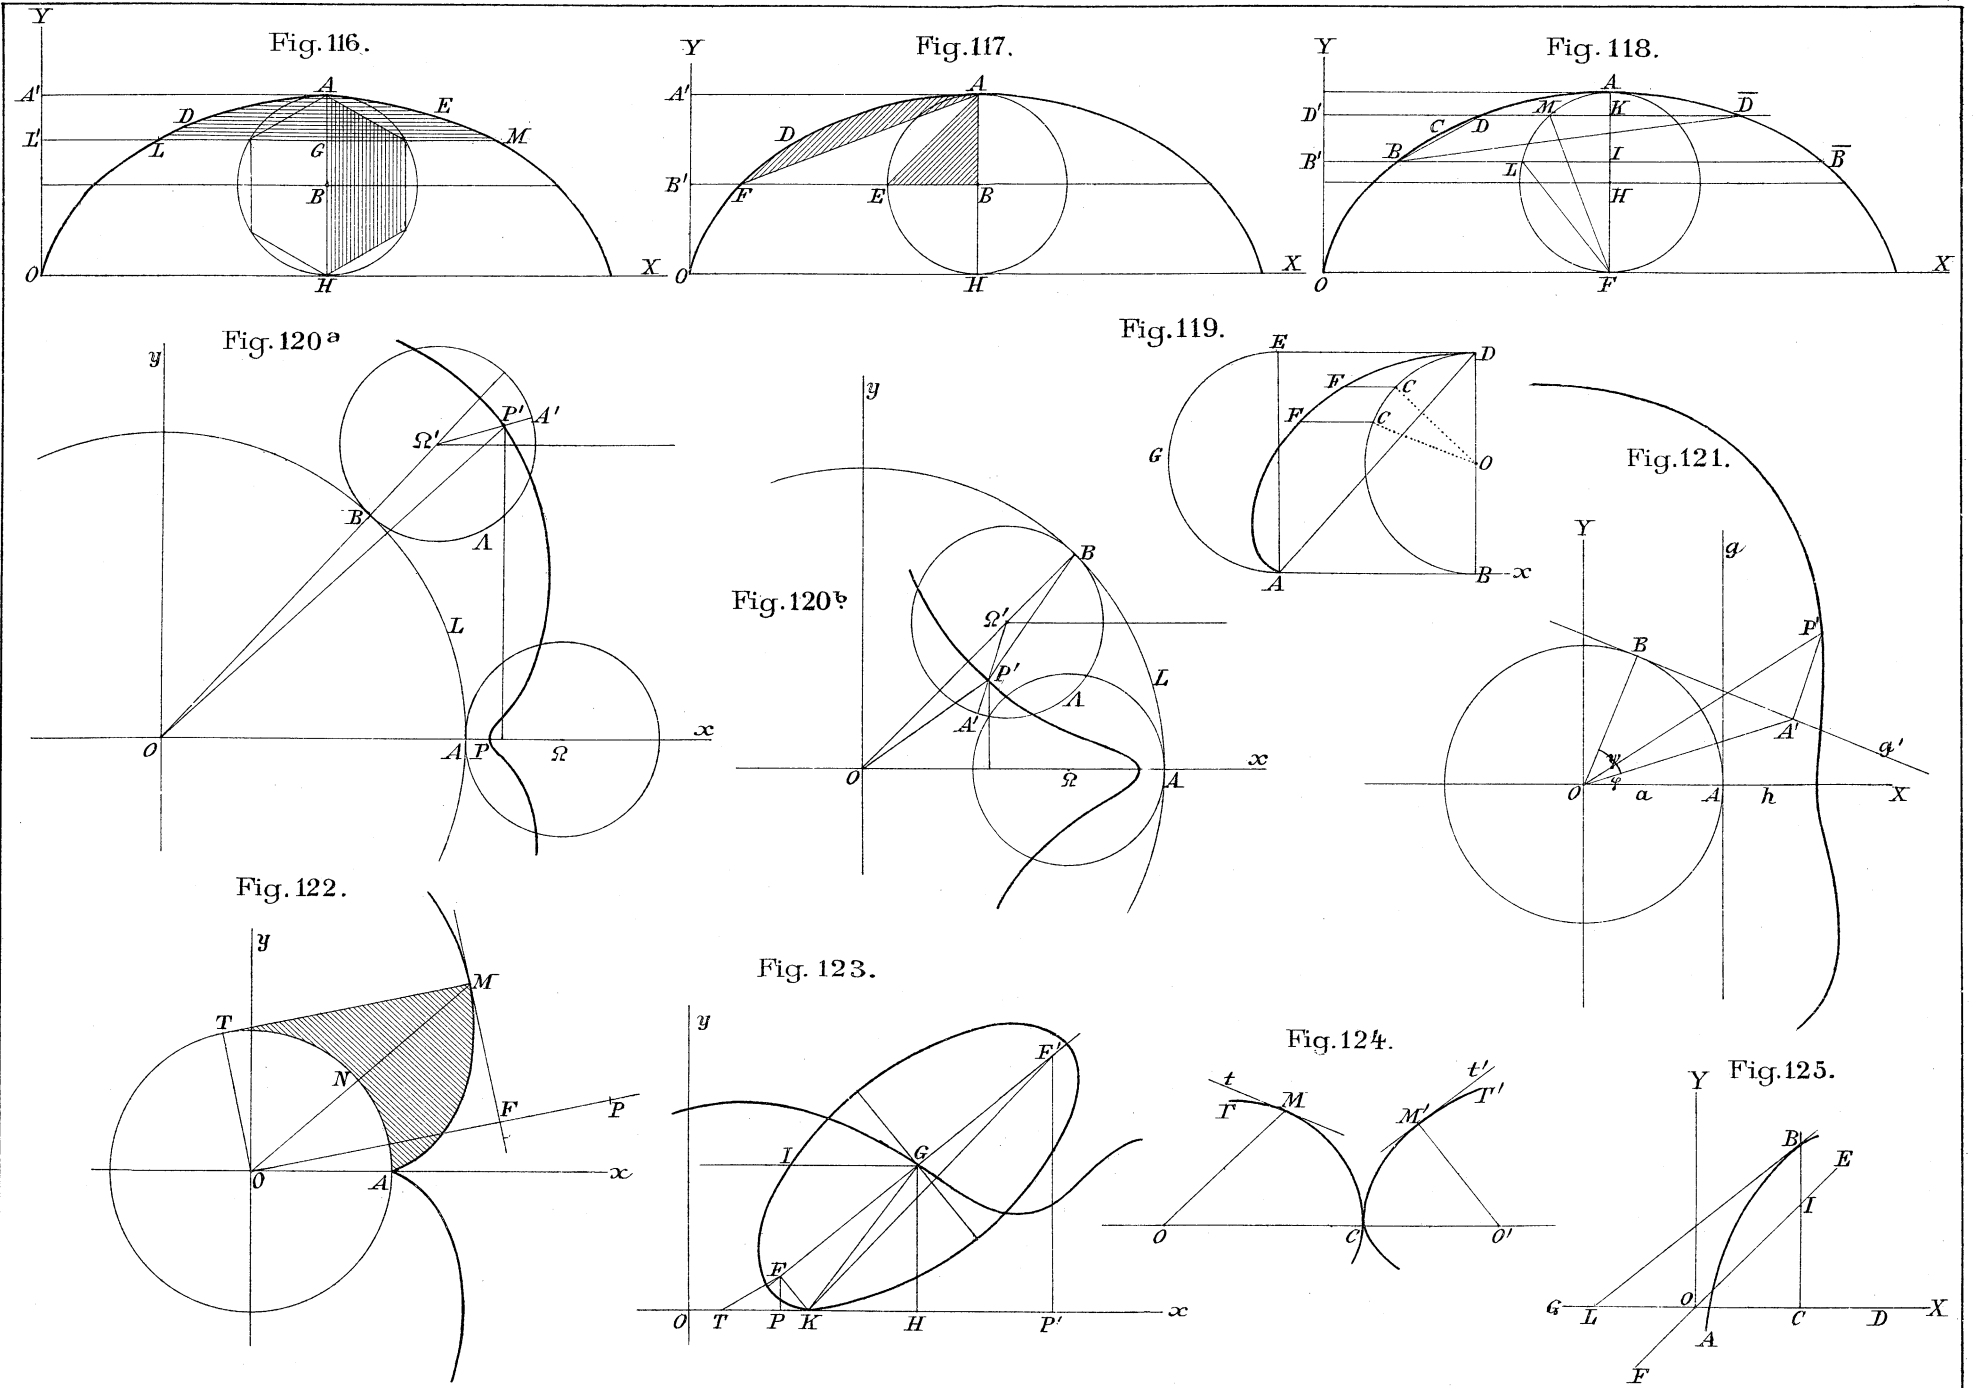 Fig. 116.
Y
A'
L'
D
A
E
M
L
G
B
O
H
X
Fig. 117.
Y
A'
B'
D
A
F
E
B
O
H
X
Fig. 118.
Y
D'
B'
A
M
K
D̅
C
D
B
I
B̅
L
H
O
F
X
Fig. 120a
y
P'
A'
Ω'
B
Λ
L
O
A
P
Ω
x
Fig. 119.
E
D
F
C
F
C
G
O
A
B
x
Fig. 120b.
y
B
Ω'
P'
L
Λ
A'
O
Ω
A
x
Fig. 121.
Y
g
B
P'
A'
g'
ψ
φ
O
a
A
h
X
Fig. 122.
y
M
T
N
F
P
O
A
x
Fig. 123.
y
F'
I
G
F
O
T
P
K
H
P'
x
Fig. 124.
t
t'
Γ
M
M'
Γ'
O
C
O'
Fig. 125.
Y
B
E
I
G
L
O
C
D
X
A
F